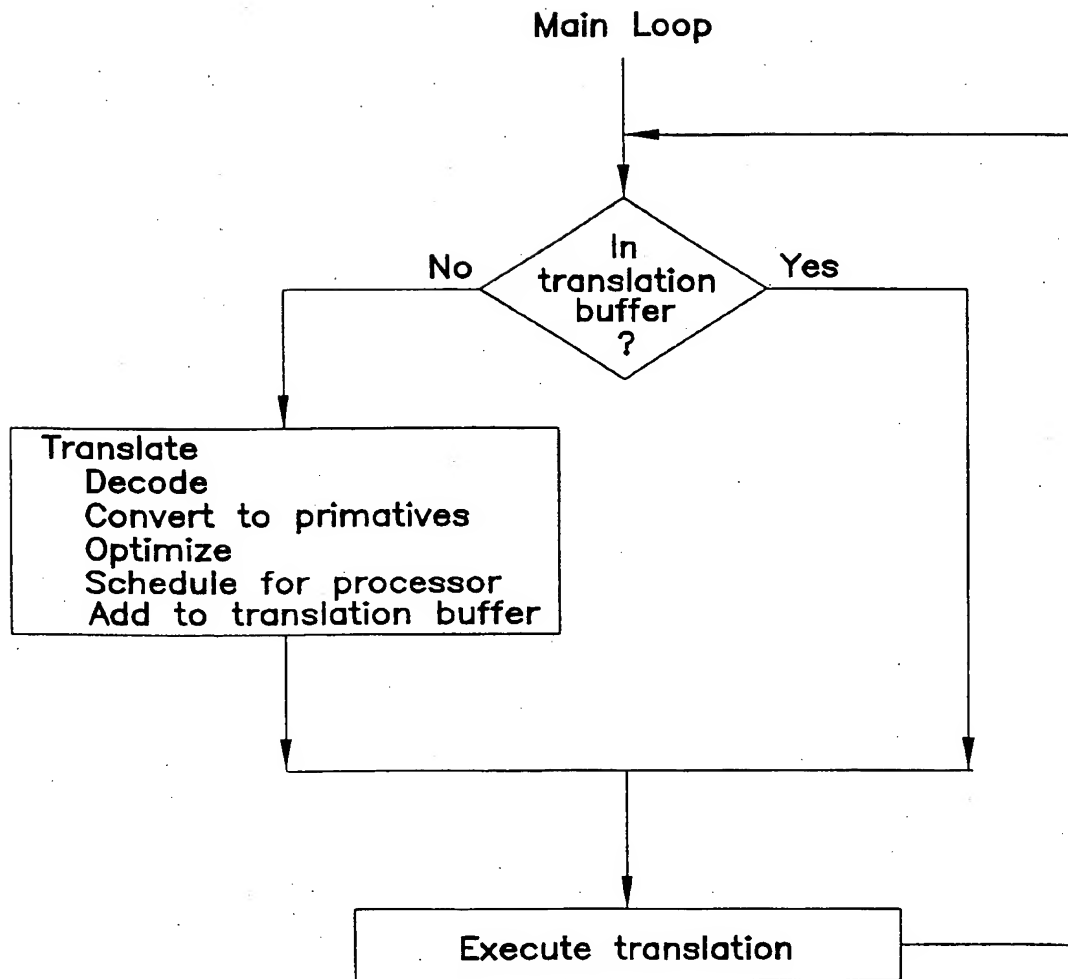 Main Loop
In
translation
buffer
?
No
Yes
Translate
Decode
Convert to primatives
Optimize
Schedule for processor
Add to translation buffer
Execute translation